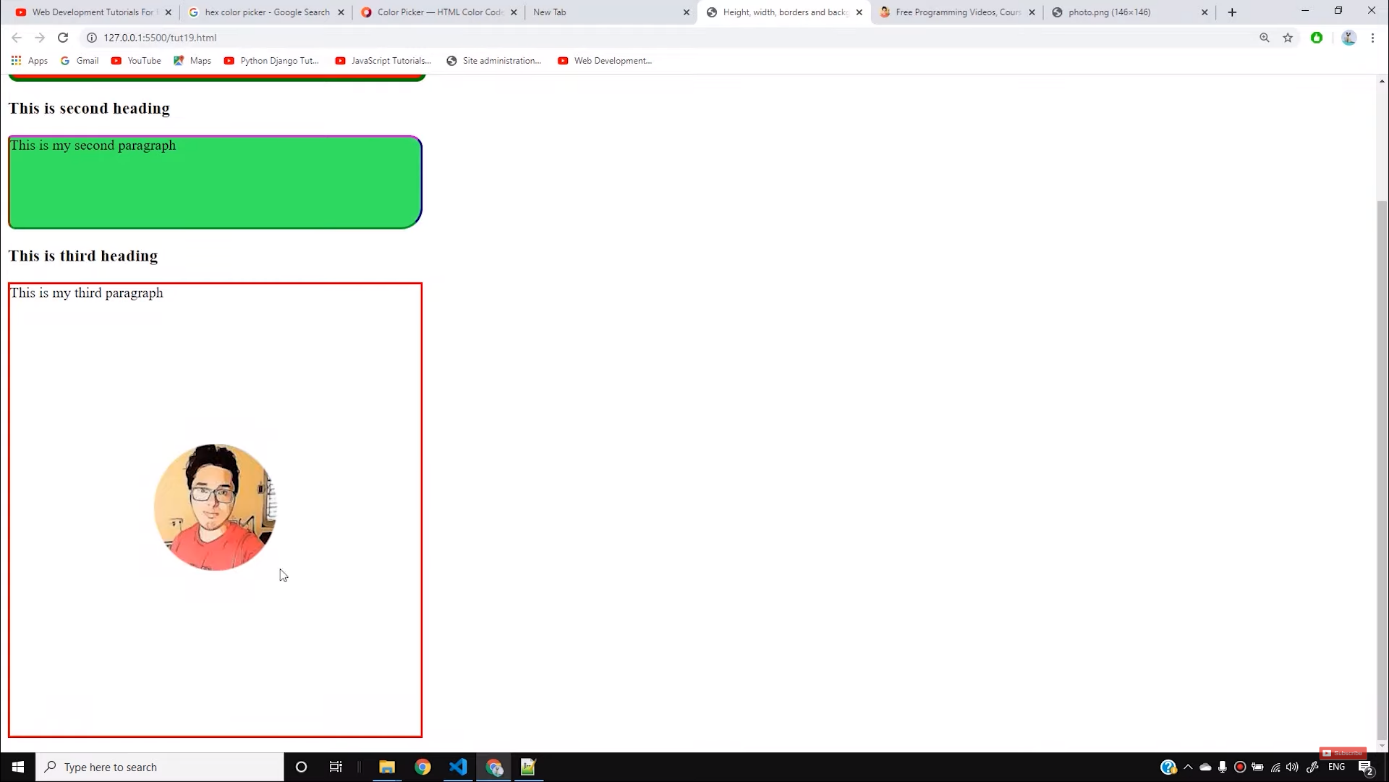 Web Development Tutorials For
hex color picker - Google Search
Color Picker — HTML Color Code
New Tab
Height, width, borders and backg
Free Programming Videos, Cours
photo.png (146×146)
127.0.0.1:5500/tut19.html
Apps
Gmail
YouTube
Maps
Python Django Tut...
JavaScript Tutorials...
Site administration...
Web Development...
This is second heading
This is my second paragraph
This is third heading
This is my third paragraph
Type here to search
ENG
2